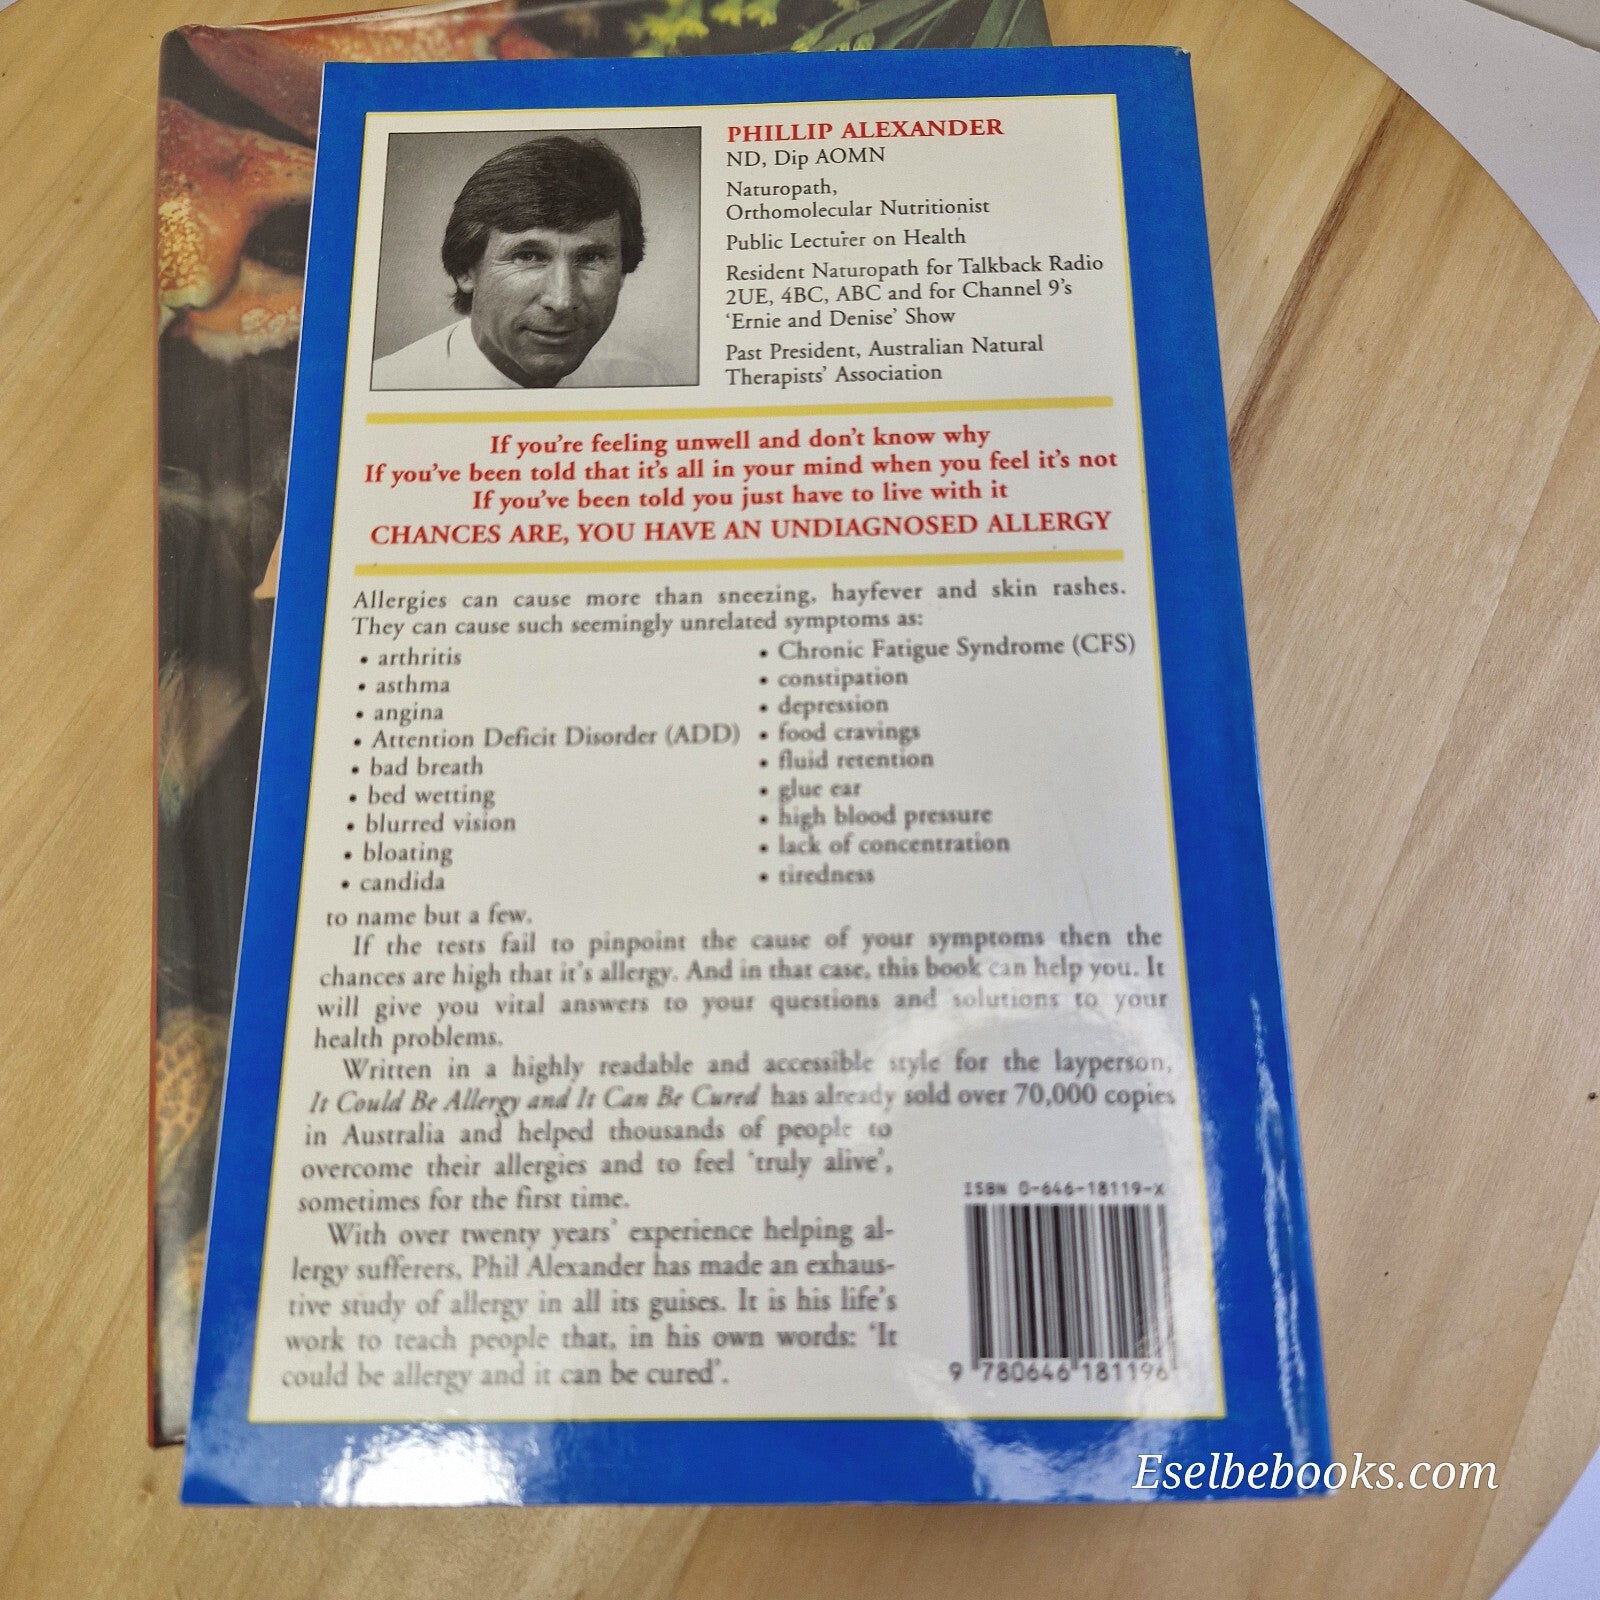 PHILLIP ALEXANDER
ND, Dip AOMN
Naturopath,
Orthomolecular Nutritionist
Public Lecturer on Health
Resident Naturopath for Talkback Radio
2UE, 4BC, ABC and for Channel 9's
'Ernie and Denise' Show
Past President, Australian Natural
Therapists' Association
If you're feeling unwell and don't know why
If you've been told that it's all in your mind when you feel it's not
If you've been told you just have to live with it
CHANCES ARE, YOU HAVE AN UNDIAGNOSED ALLERGY
Allergies can cause more than sneezing, hayfever and skin rashes.
They can cause such seemingly unrelated symptoms as:
• arthritis
• asthma
• angina
• Attention Deficit Disorder (ADD)
• bad breath
• bed wetting
• blurred vision
• bloating
• candida
• Chronic Fatigue Syndrome (CFS)
• constipation
• depression
• food cravings
• fluid retention
• glue ear
• high blood pressure
• lack of concentration
• tiredness
to name but a few.
If the tests fail to pinpoint the cause of your symptoms then the
chances are high that it's allergy. And in that case, this book can help you. It
will give you vital answers to your questions and solutions to your
health problems.
Written in a highly readable and accessible style for the layperson,
It Could Be Allergy and It Can Be Cured has already sold over 70,000 copies
in Australia and helped thousands of people to
overcome their allergies and to feel 'truly alive',
sometimes for the first time.
With over twenty years' experience helping al-
lergy sufferers, Phil Alexander has made an exhaus-
tive study of allergy in all its guises. It is his life's
work to teach people that, in his own words: 'It
could be allergy and it can be cured'.
ISBN 0-646-18119-X
9 780646 181196
Eselbebooks.com